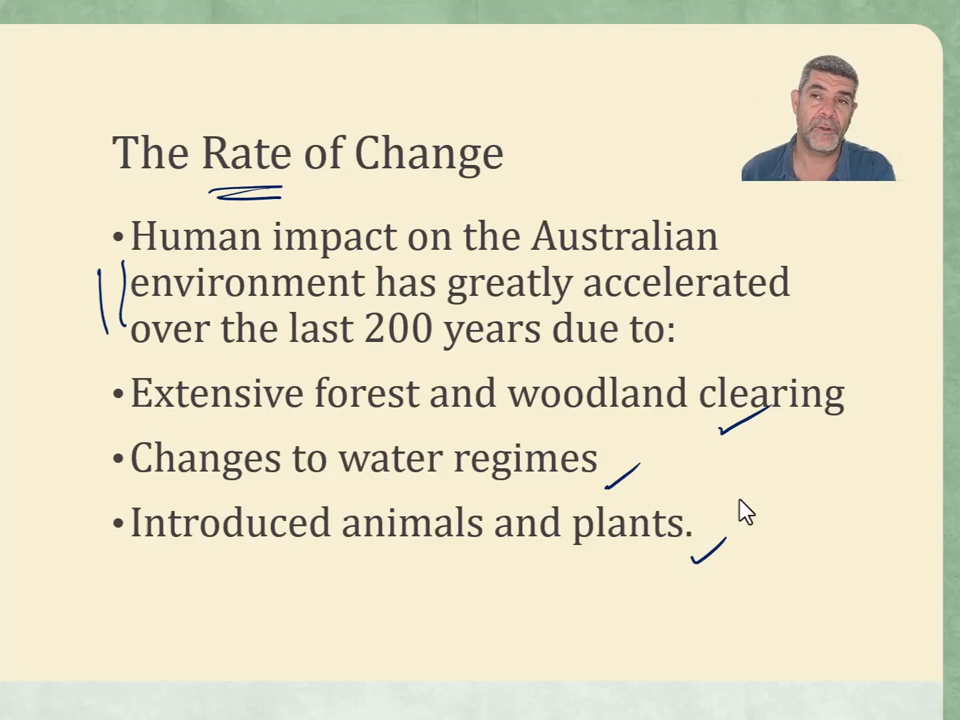 The Rate of Change
• Human impact on the Australian
environment has greatly accelerated
over the last 200 years due to:
• Extensive forest and woodland clearing
• Changes to water regimes
• Introduced animals and plants.